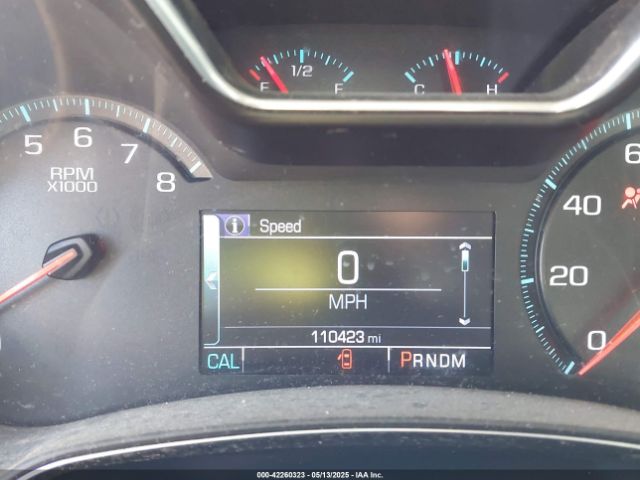 1/2
E F
C H
5 6 7 8
RPM
X1000
6
40
20
0
i Speed
0
MPH
110423 mi
CAL
PRNDM
000-42260323 - 05/13/2025 - IAA Inc.